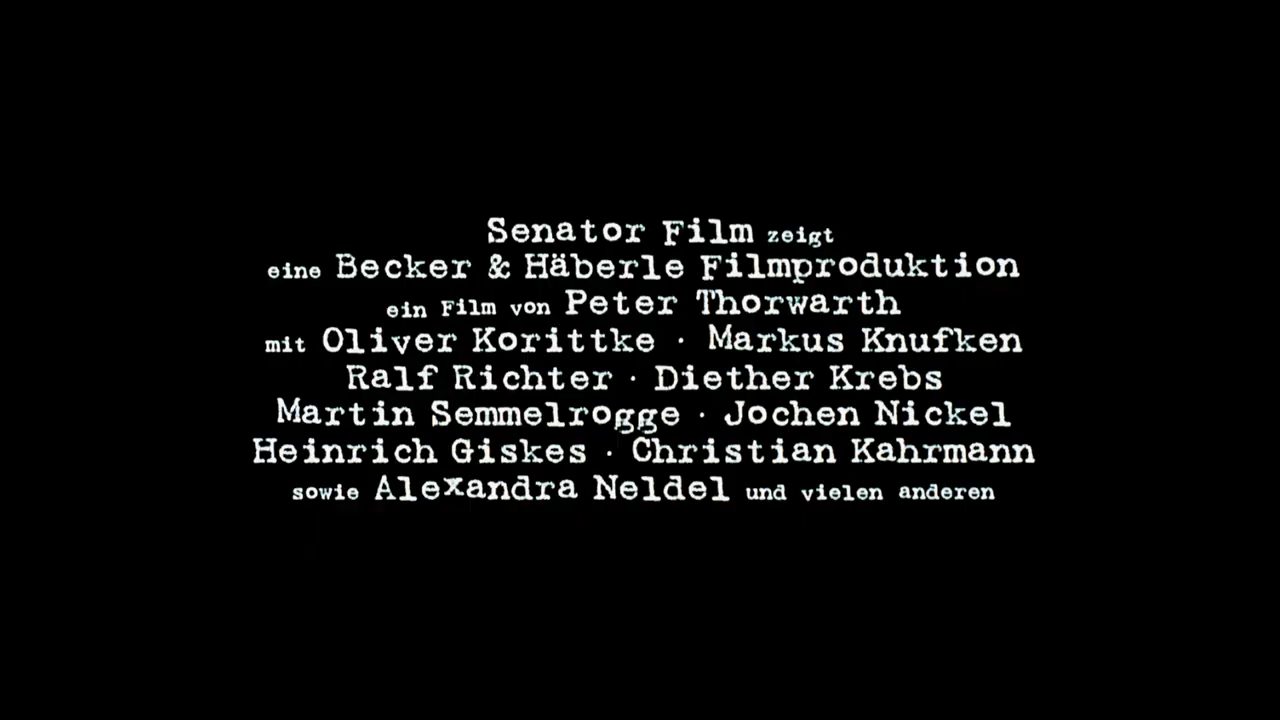 Senator Film zeigt
eine Becker & Häberle Filmproduktion
ein Film von Peter Thorwarth
mit Oliver Korittke · Markus Knufken
Ralf Richter · Diether Krebs
Martin Semmelrogge · Jochen Nickel
Heinrich Giskes · Christian Kahrmann
sowie Alexandra Neldel und vielen anderen